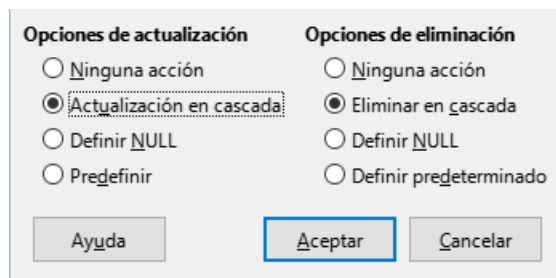 Opciones de actualización Opciones de eliminación
Ninguna acción Ninguna acción
Actualización en cascada Eliminar en cascada
Definir NULL Definir NULL
Predefinir Definir predeterminado
Ayuda Aceptar Cancelar